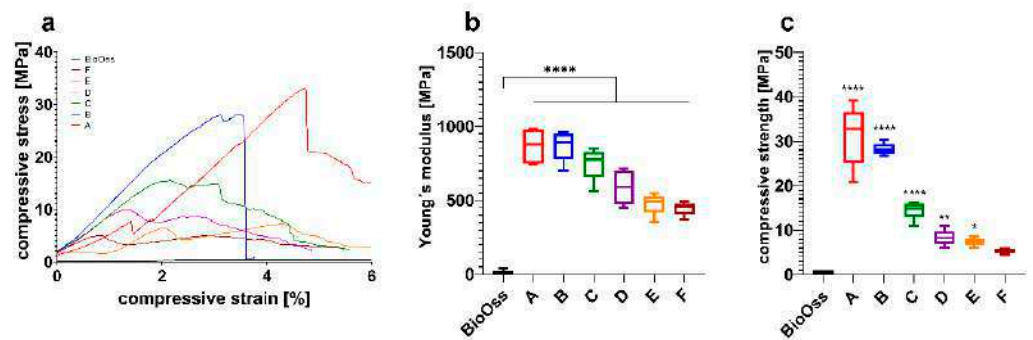 a
compressive stress [MPa]
40
30
20
10
0
BioOss
F
E
D
C
B
A
0
2
4
6
compressive strain [%]
b
Young´s modulus [MPa]
1500
1000
500
0
****
BioOss
A
B
C
D
E
F
c
compressive strength [MPa]
50
40
30
20
10
0
****
****
****
**
*
BioOss
A
B
C
D
E
F